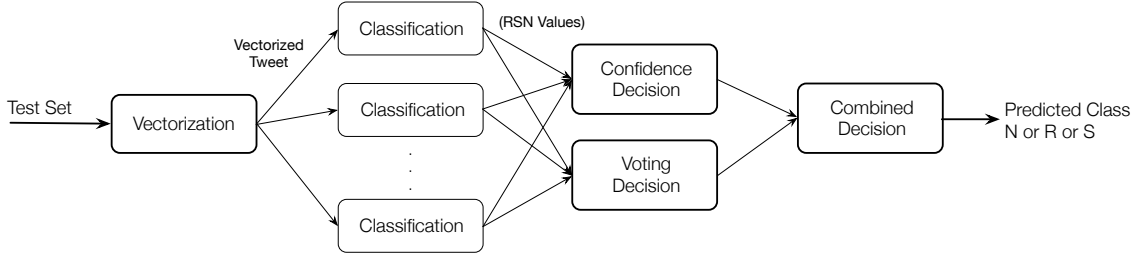 Test Set
Vectorization
Vectorized
Tweet
Classification
Classification
.
.
.
Classification
(RSN Values)
Confidence
Decision
Voting
Decision
Combined
Decision
Predicted Class
N or R or S